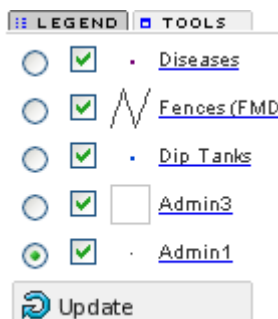 LEGEND TOOLS
Diseases
Fences (FMD
Dip Tanks
Admin3
Admin1
Update